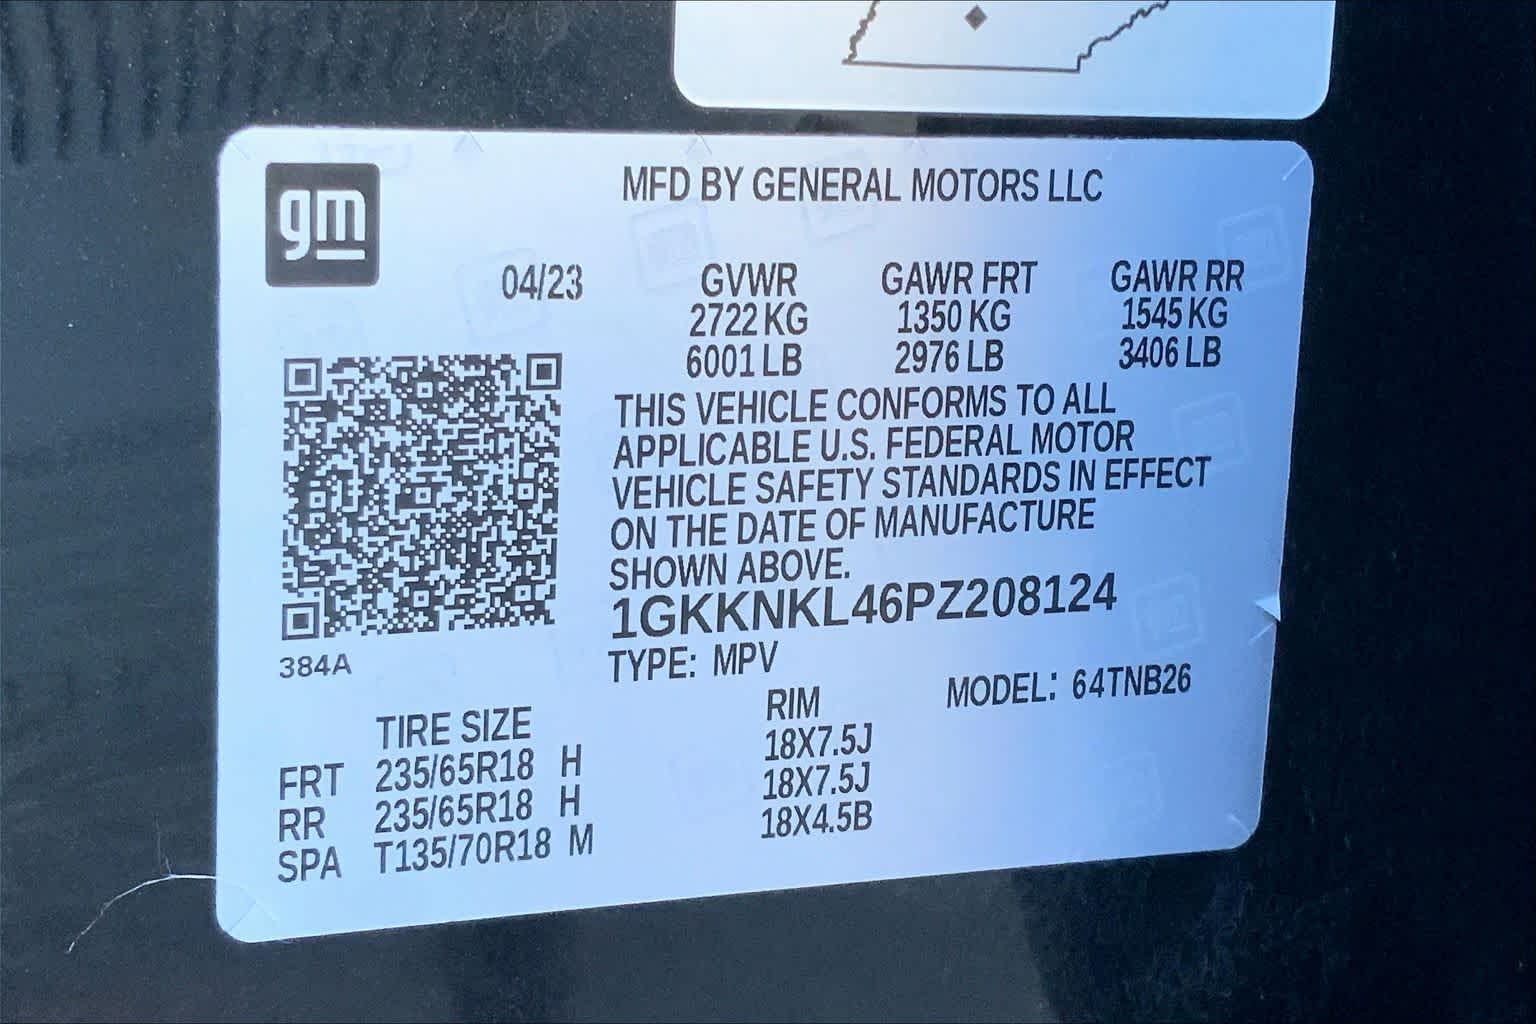 gm
MFD BY GENERAL MOTORS LLC
04/23 GVWR GAWR FRT GAWR RR
2722 KG 1350 KG 1545 KG
6001 LB 2976 LB 3406 LB
THIS VEHICLE CONFORMS TO ALL
APPLICABLE U.S. FEDERAL MOTOR
VEHICLE SAFETY STANDARDS IN EFFECT
ON THE DATE OF MANUFACTURE
SHOWN ABOVE.
1GKKNKL46PZ208124
384A
TYPE: MPV
MODEL: 64TNB26
TIRE SIZE RIM
FRT 235/65R18 H 18X7.5J
RR 235/65R18 H 18X7.5J
SPA T135/70R18 M 18X4.5B